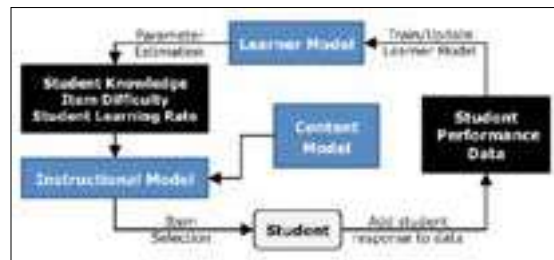 Parameter
Estimation
Learner Model
Train/Update
Learner Model
Student Knowledge
Item Difficulty
Student Learning Rate
Content
Model
Student
Performance
Data
Instructional Model
Item
Selection
Student
Add student
response to data